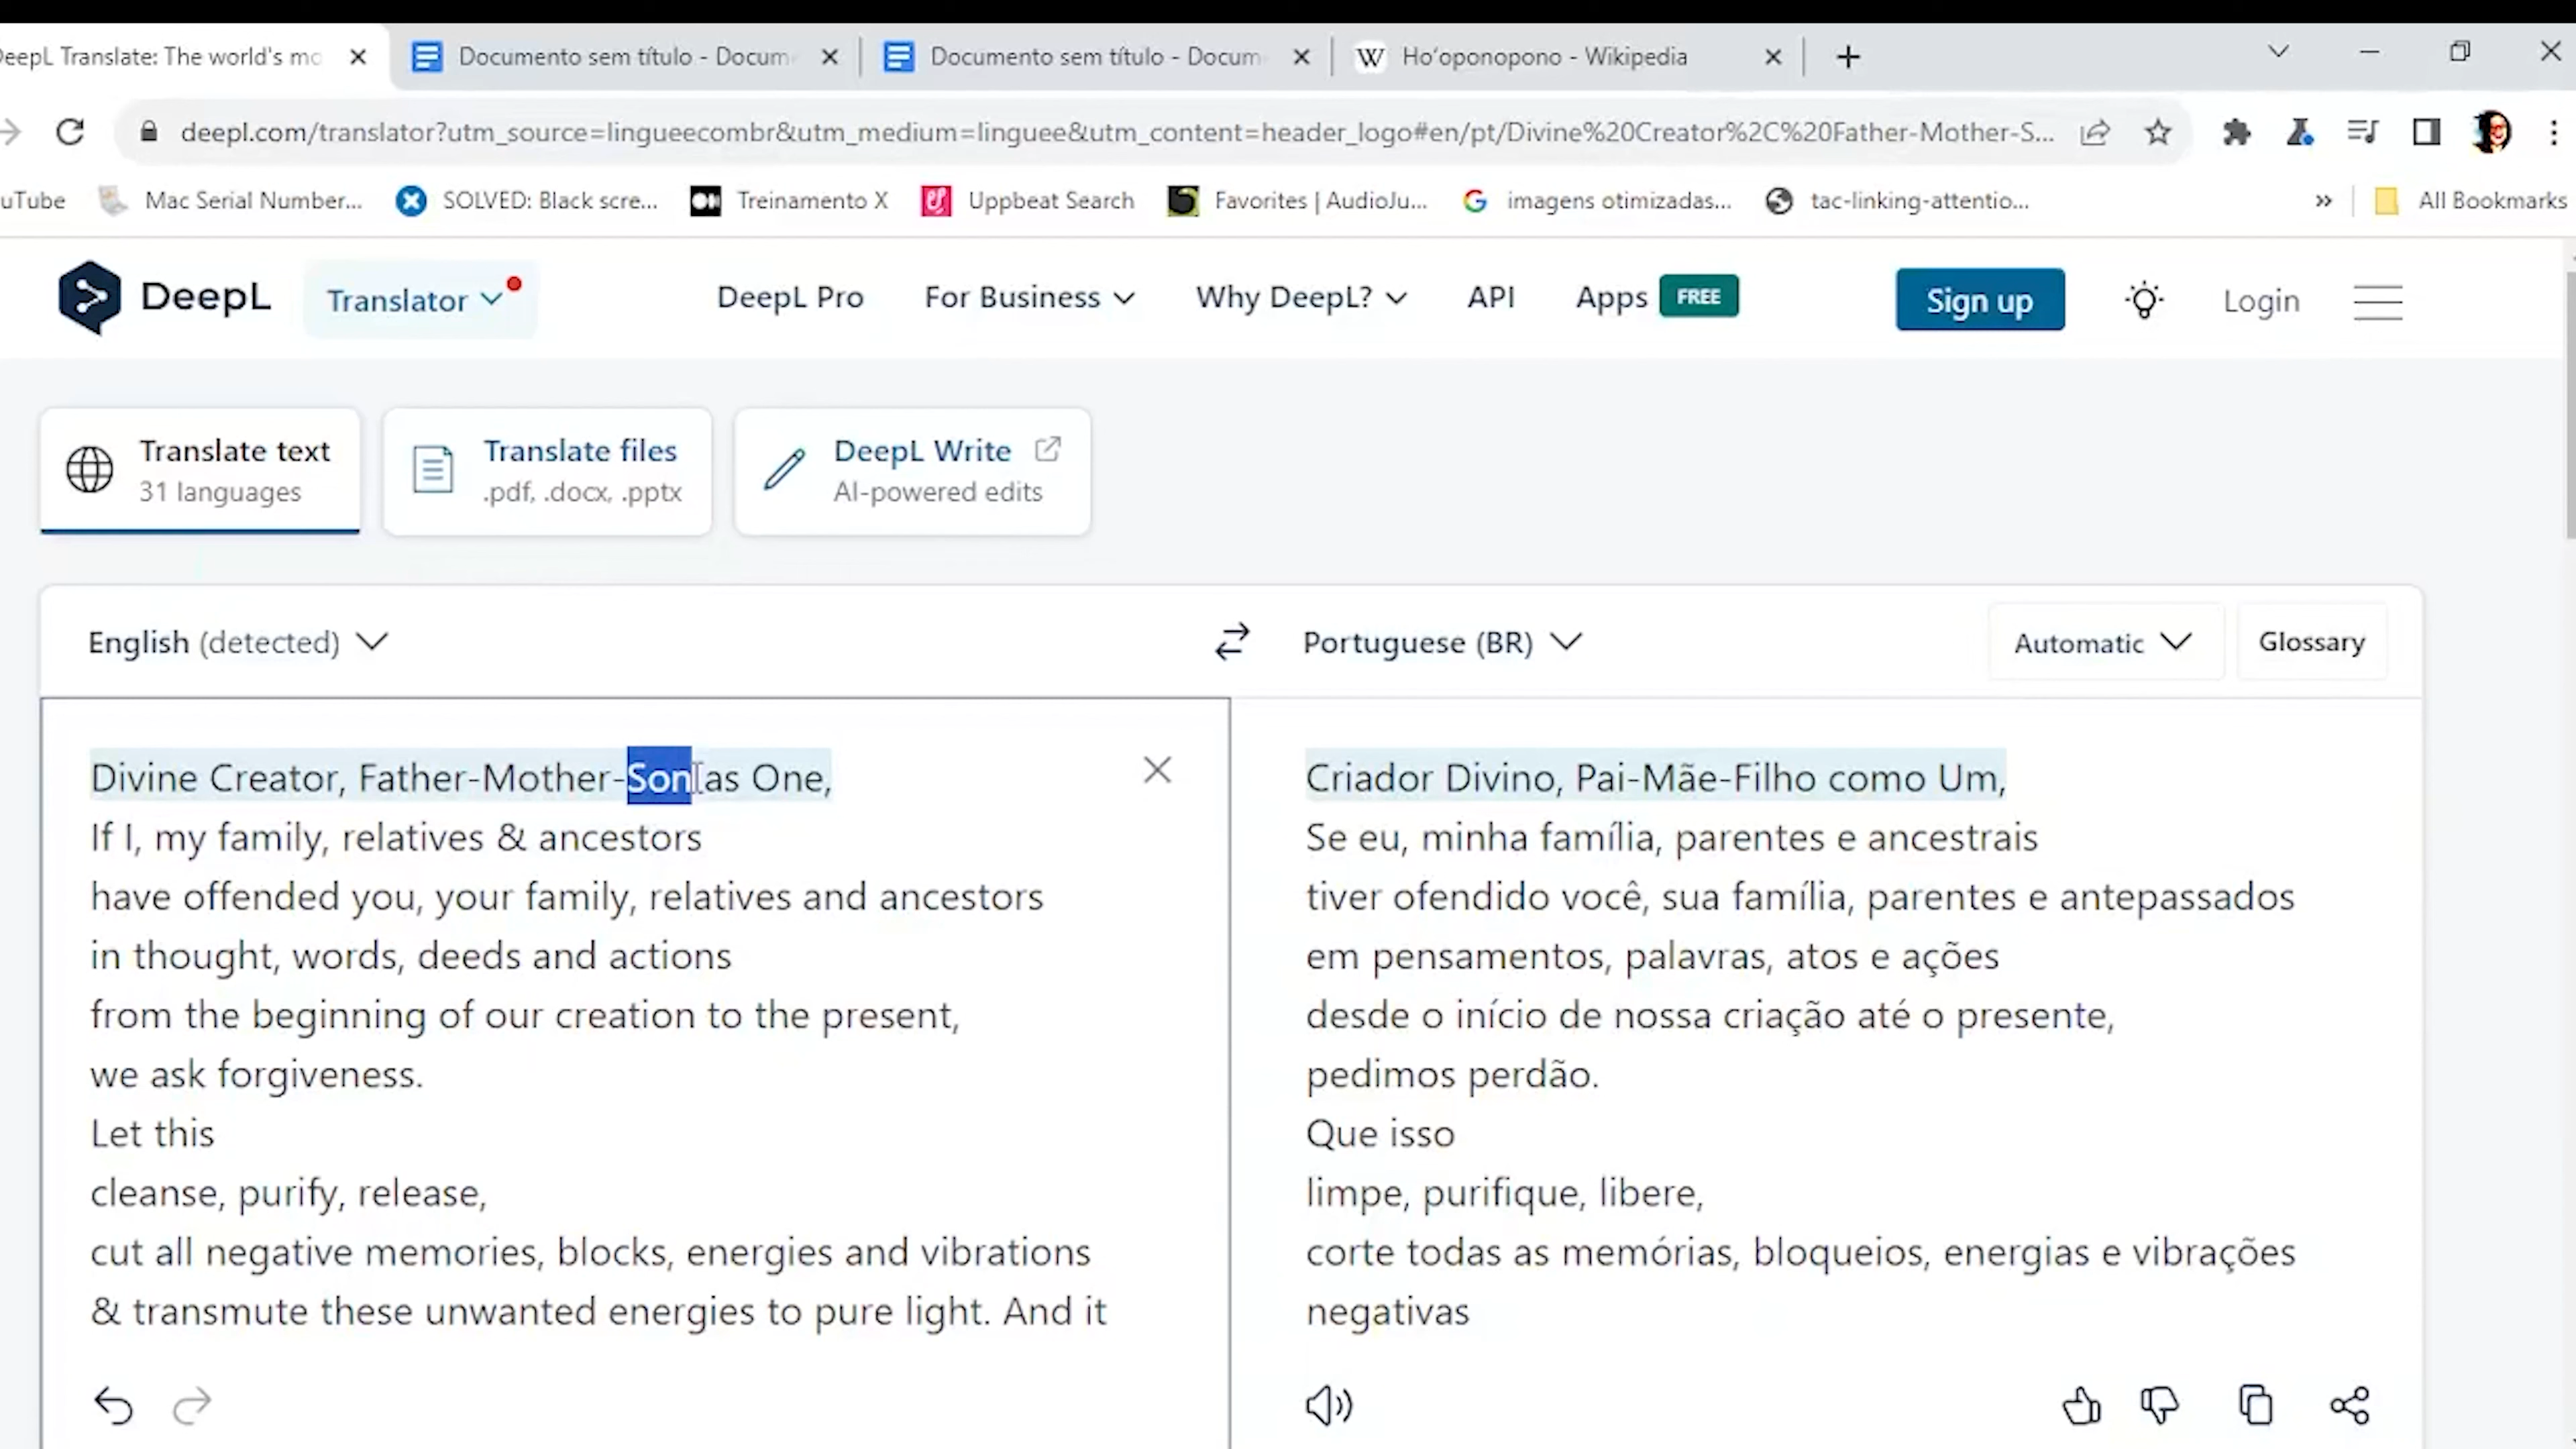 DeepL Translate: The world's mo
Documento sem título - Docum
Documento sem título - Docum
Hoʻoponopono - Wikipedia
deepl.com/translator?utm_source=lingueecombr&utm_medium=linguee&utm_content=header_logo#en/pt/Divine%20Creator%2C%20Father-Mother-S...
uTube
Mac Serial Number...
SOLVED: Black scre...
Treinamento X
Uppbeat Search
Favorites | AudioJu...
imagens otimizadas...
tac-linking-attentio...
»
All Bookmarks
DeepL
Translator
DeepL Pro
For Business
Why DeepL?
API
Apps FREE
Sign up
Login
Translate text
31 languages
Translate files
.pdf, .docx, .pptx
DeepL Write
AI-powered edits
English (detected)
Portuguese (BR)
Automatic
Glossary
Divine Creator, Father-Mother-Son as One,
If I, my family, relatives & ancestors
have offended you, your family, relatives and ancestors
in thought, words, deeds and actions
from the beginning of our creation to the present,
we ask forgiveness.
Let this
cleanse, purify, release,
cut all negative memories, blocks, energies and vibrations
& transmute these unwanted energies to pure light. And it
Criador Divino, Pai-Mãe-Filho como Um,
Se eu, minha família, parentes e ancestrais
tiver ofendido você, sua família, parentes e antepassados
em pensamentos, palavras, atos e ações
desde o início de nossa criação até o presente,
pedimos perdão.
Que isso
limpe, purifique, libere,
corte todas as memórias, bloqueios, energias e vibrações
negativas